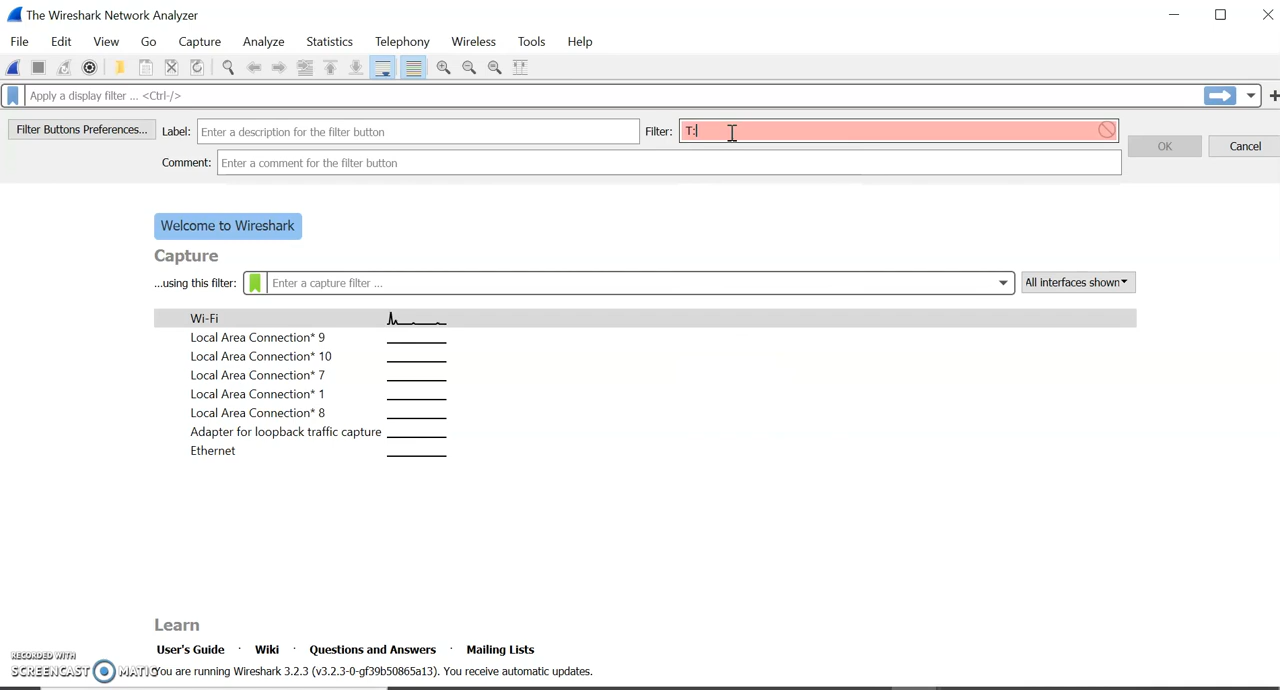 The Wireshark Network Analyzer
File Edit View Go Capture Analyze Statistics Telephony Wireless Tools Help
Apply a display filter ... <Ctrl-/>
Filter Buttons Preferences... Label: Enter a description for the filter button Filter: T: OK Cancel
Comment: Enter a comment for the filter button
Welcome to Wireshark
Capture
...using this filter: Enter a capture filter ... All interfaces shown
Wi-Fi
Local Area Connection* 9
Local Area Connection* 10
Local Area Connection* 7
Local Area Connection* 1
Local Area Connection* 8
Adapter for loopback traffic capture
Ethernet
Learn
User's Guide · Wiki · Questions and Answers · Mailing Lists
You are running Wireshark 3.2.3 (v3.2.3-0-gf39b50865a13). You receive automatic updates.
RECORDED WITH
SCREENCAST MATIC